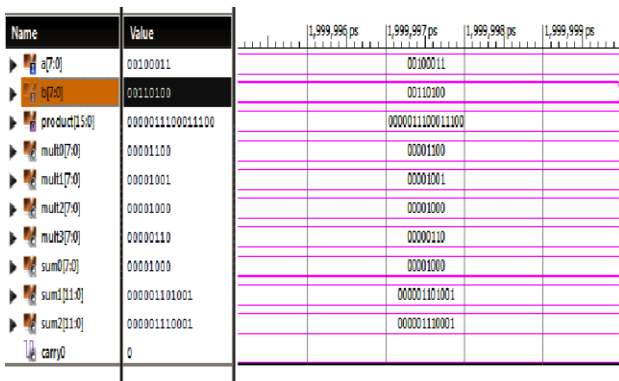 Name Value 1,999,996 ps 1,999,997 ps 1,999,998 ps 1,999,999 ps
a[7:0] 00100011 00100011
b[7:0] 00110100 00110100
product[15:0] 0000011100011100 0000011100011100
mult0[7:0] 00001100 00001100
mult1[7:0] 00001001 00001001
mult2[7:0] 00001000 00001000
mult3[7:0] 00000110 00000110
sum0[7:0] 00001000 00001000
sum1[11:0] 000001101001 000001101001
sum2[11:0] 000001110001 000001110001
carry0 0